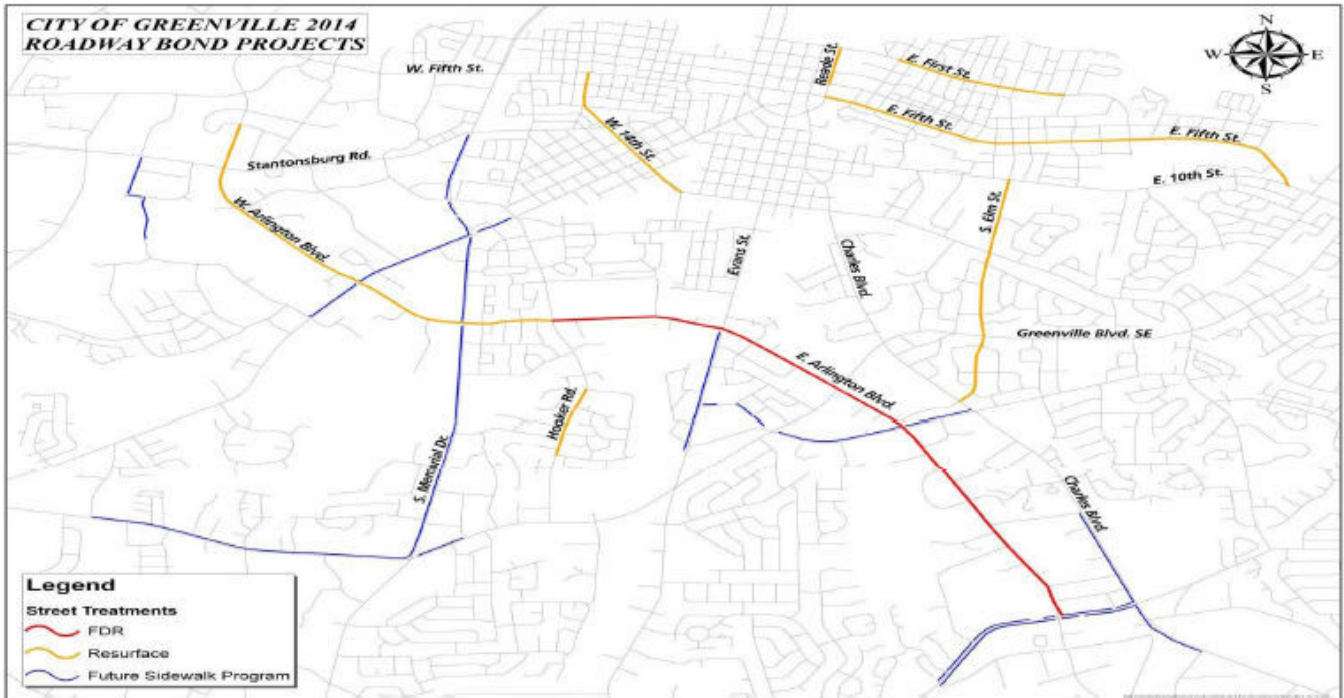 CITY OF GREENVILLE 2014
ROADWAY BOND PROJECTS
N
W
E
S
W. Fifth St.
Reade St.
E. First St.
E. Fifth St.
E. Fifth St.
W. 14th St.
Stantonsburg Rd.
E. 10th St.
W. Arlington Blvd.
S. Elm St.
Evans St.
Charles Blvd.
Greenville Blvd. SE
E. Arlington Blvd.
Hooker Rd.
S. Memorial Dr.
Charles Blvd.
Legend
Street Treatments
FDR
Resurface
Future Sidewalk Program